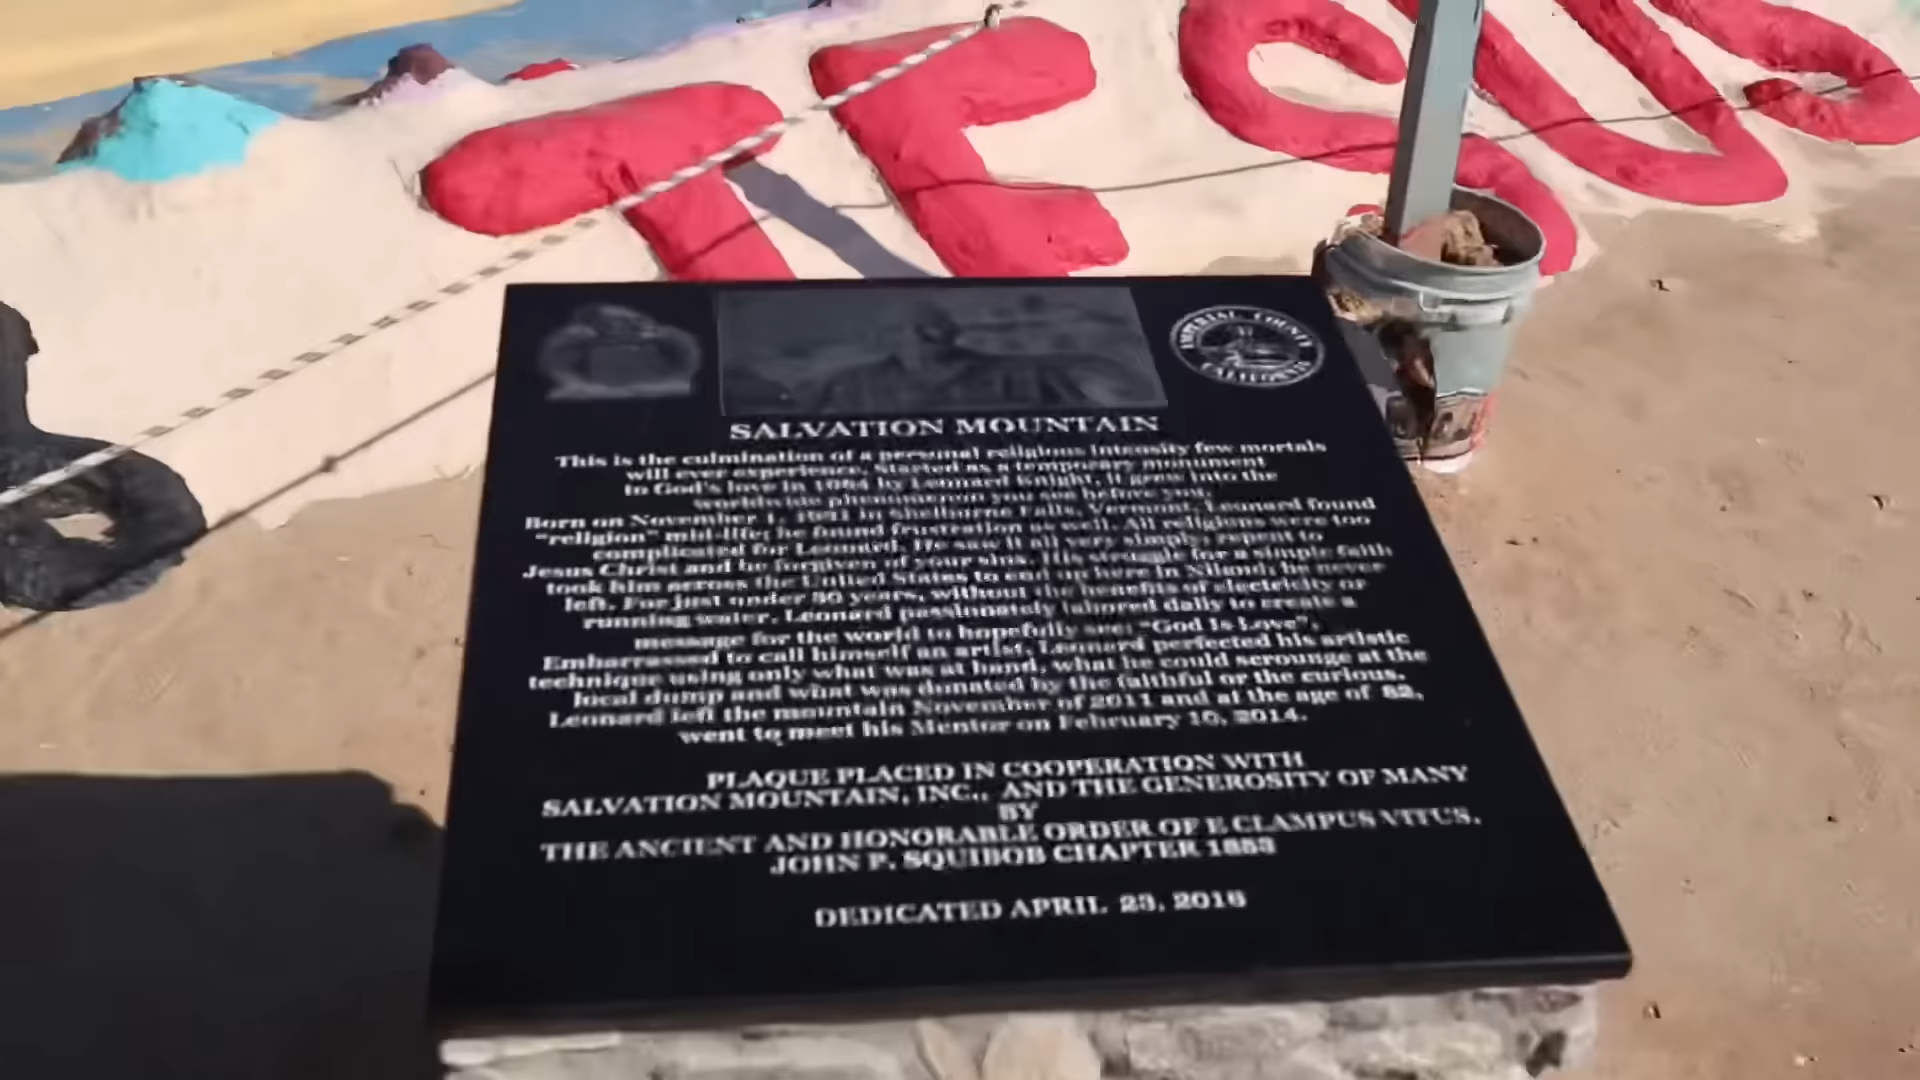 JESUS
IMPERIAL COUNTY
CALIFORNIA
SALVATION MOUNTAIN
This is the culmination of a personal religious intensity few mortals
will ever experience. Started as a temporary monument
to God's love in 1984 by Leonard Knight, it grew into the
worldwide phenomenon you see before you.
Born on November 1, 1931 in Shelburne Falls, Vermont, Leonard found
"religion" mid-life; he found frustration as well. All religions were too
complicated for Leonard. He saw it all very simply: repent to
Jesus Christ and be forgiven of your sins. His struggle for a simple faith
took him across the United States to end up here in Niland; he never
left. For just under 30 years, without the benefits of electricity or
running water, Leonard passionately labored daily to create a
message for the world to hopefully see: "God Is Love".
Embarrassed to call himself an artist, Leonard perfected his artistic
technique using only what was at hand, what he could scrounge at the
local dump and what was donated by the faithful or the curious.
Leonard left the mountain November of 2011 and at the age of 82,
went to meet his Mentor on February 10, 2014.
PLAQUE PLACED IN COOPERATION WITH
SALVATION MOUNTAIN, INC., AND THE GENEROSITY OF MANY
BY
THE ANCIENT AND HONORABLE ORDER OF E CLAMPUS VITUS,
JOHN P. SQUIBOB CHAPTER 1853
DEDICATED APRIL 23, 2016